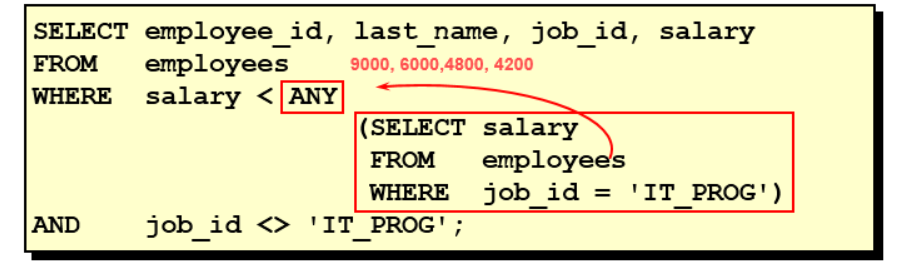 SELECT employee_id, last_name, job_id, salary
FROM employees 9000, 6000,4800, 4200
WHERE salary < ANY
(SELECT salary
FROM employees
WHERE job_id = 'IT_PROG')
AND job_id <> 'IT_PROG';